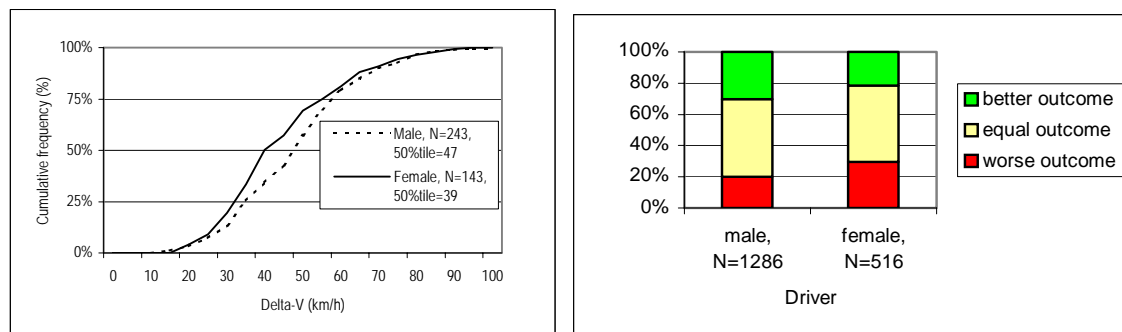 100%
75%
50%
25%
0%
Cumulative frequency (%)
0 10 20 30 40 50 60 70 80 90 100
Delta-V (km/h)
Male, N=243,
50%tile=47
Female, N=143,
50%tile=39
100%
80%
60%
40%
20%
0%
male,
N=1286
female,
N=516
Driver
better outcome
equal outcome
worse outcome